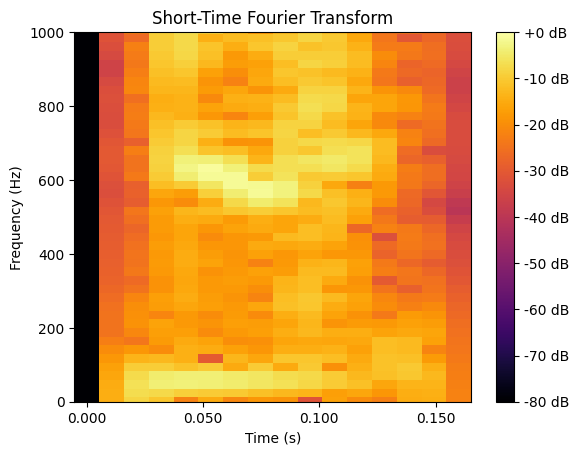 Short-Time Fourier Transform
1000
800
600
400
200
0
Frequency (Hz)
0.000
0.050
0.100
0.150
Time (s)
+0 dB
-10 dB
-20 dB
-30 dB
-40 dB
-50 dB
-60 dB
-70 dB
-80 dB